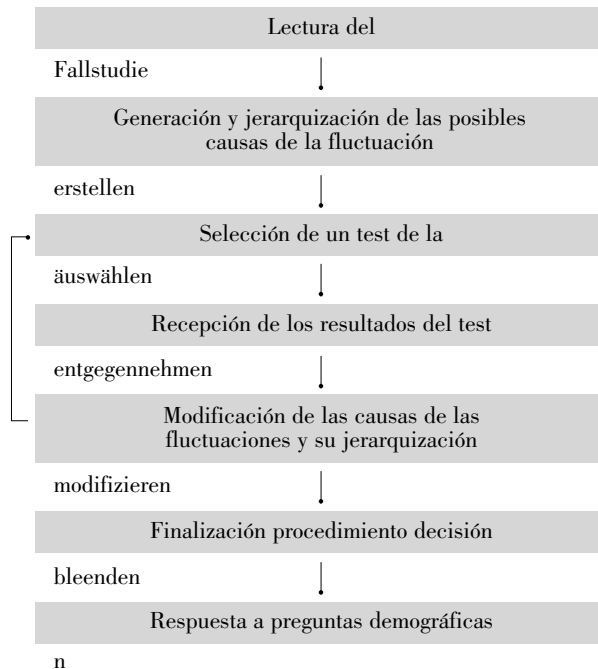 Lectura del
Fallstudie
Generación y jerarquización de las posibles
causas de la fluctuación
erstellen
Selección de un test de la
äuswählen
Recepción de los resultados del test
entgegennehmen
Modificación de las causas de las
fluctuaciones y su jerarquización
modifizieren
Finalización procedimiento decisión
bleenden
Respuesta a preguntas demográficas
n